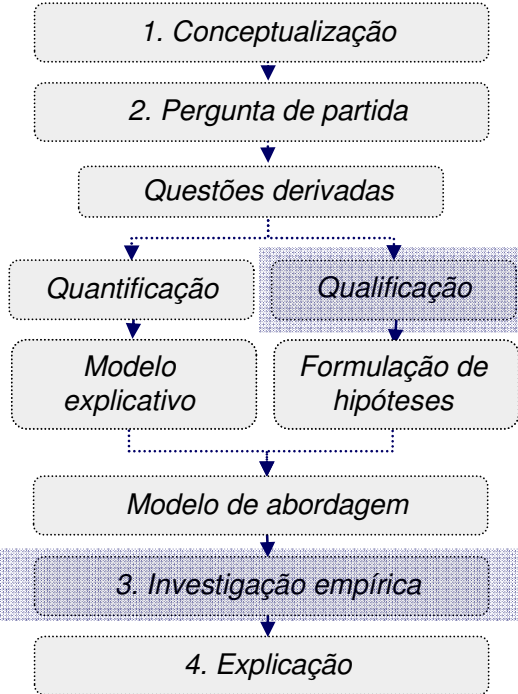 1. Conceptualização
2. Pergunta de partida
Questões derivadas
Quantificação
Qualificação
Modelo
explicativo
Formulação de
hipóteses
Modelo de abordagem
3. Investigação empírica
4. Explicação